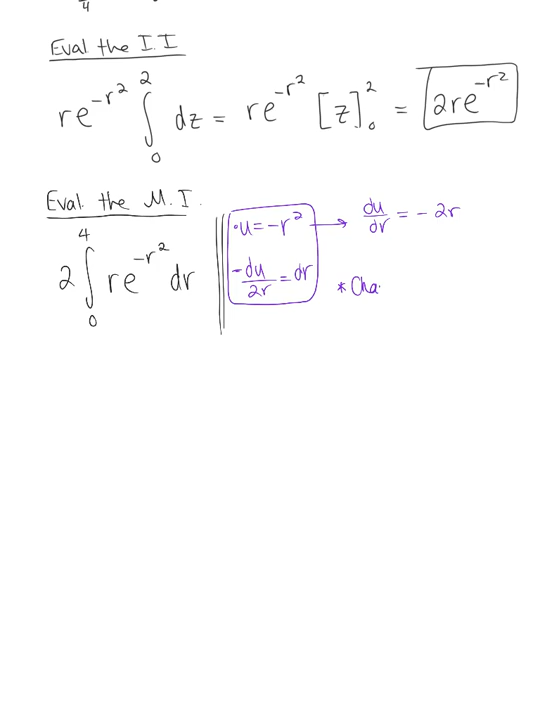 π/4
Eval the I.I
re^{-r^2} ∫_0^2 dz = re^{-r^2} [z]_0^2 = 2re^{-r^2}
Eval. the M.I.
2 ∫_0^4 re^{-r^2} dr
•u = -r^2 → du/dr = -2r
-du/2r = dr
* Cha